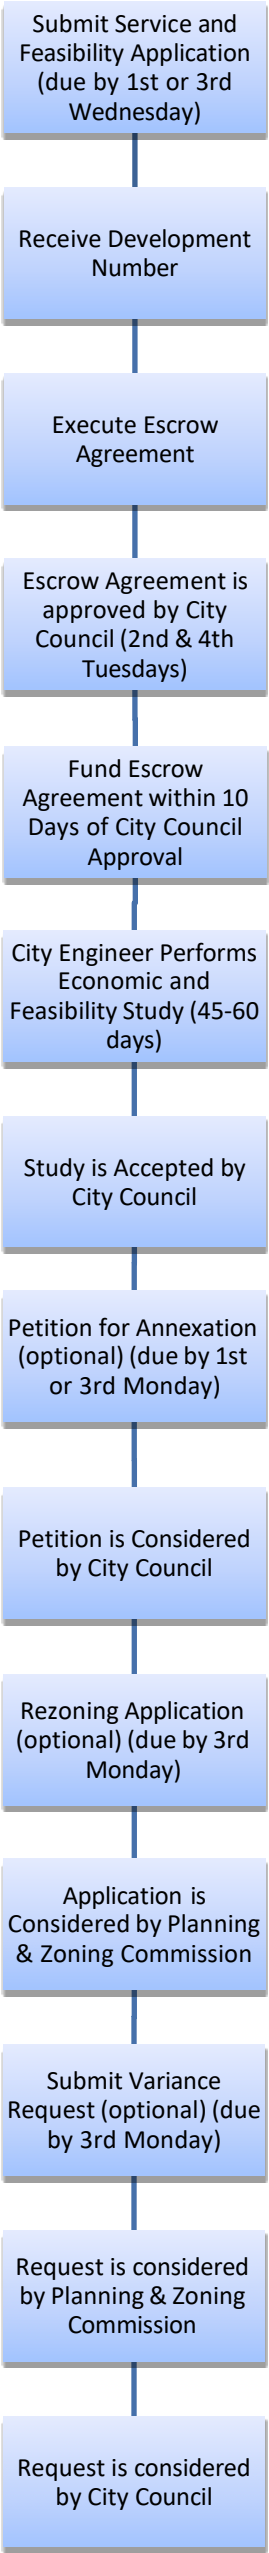 Submit Service and
Feasibility Application
(due by 1st or 3rd
Wednesday)
Receive Development
Number
Execute Escrow
Agreement
Escrow Agreement is
approved by City
Council (2nd & 4th
Tuesdays)
Fund Escrow
Agreement within 10
Days of City Council
Approval
City Engineer Performs
Economic and
Feasibility Study (45-60
days)
Study is Accepted by
City Council
Petition for Annexation
(optional) (due by 1st
or 3rd Monday)
Petition is Considered
by City Council
Rezoning Application
(optional) (due by 3rd
Monday)
Application is
Considered by Planning
& Zoning Commission
Submit Variance
Request (optional) (due
by 3rd Monday)
Request is considered
by Planning & Zoning
Commission
Request is considered
by City Council